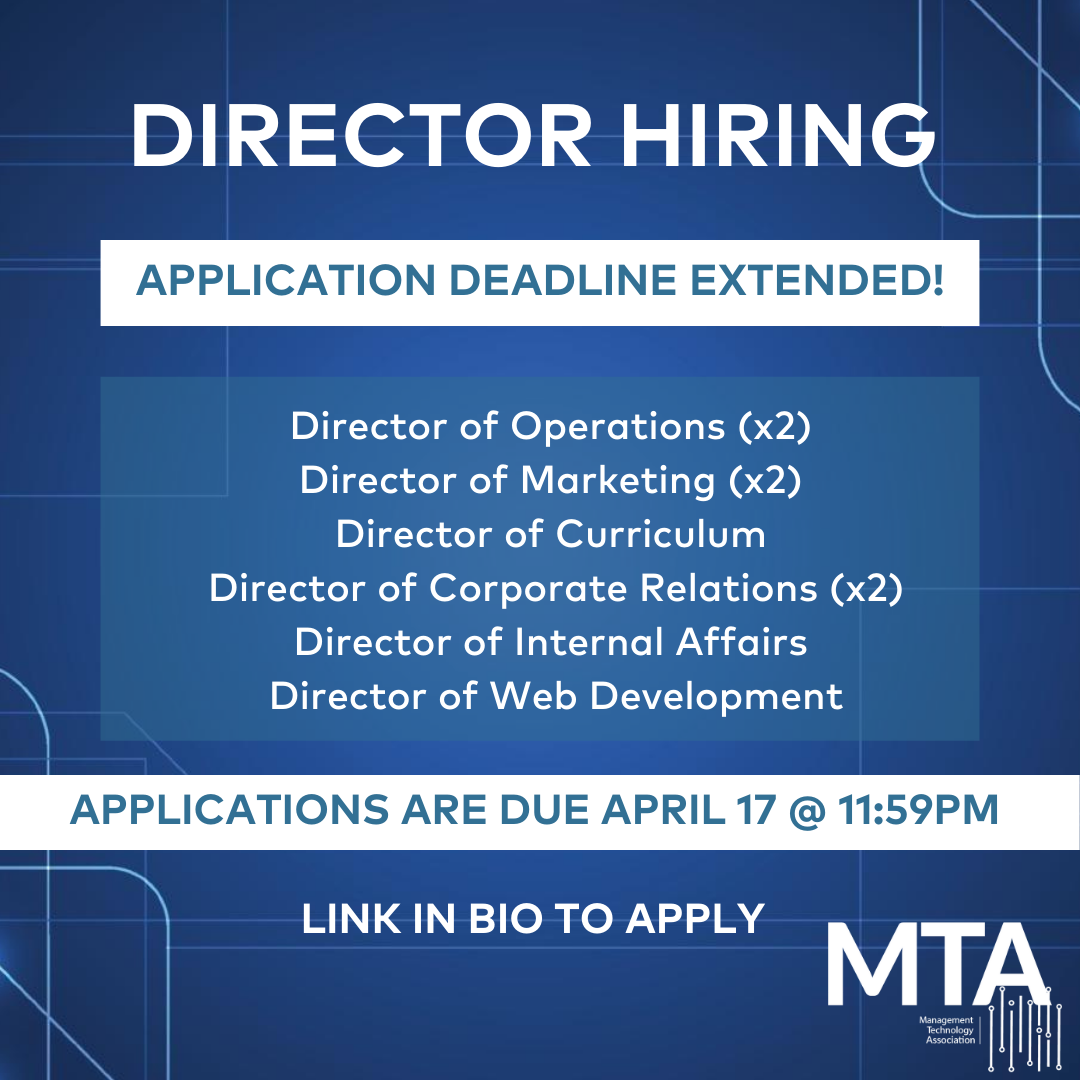 DIRECTOR HIRING
APPLICATION DEADLINE EXTENDED!
Director of Operations (x2)
Director of Marketing (x2)
Director of Curriculum
Director of Corporate Relations (x2)
Director of Internal Affairs
Director of Web Development
APPLICATIONS ARE DUE APRIL 17 @ 11:59PM
LINK IN BIO TO APPLY
MTA
Management
Technology
Association